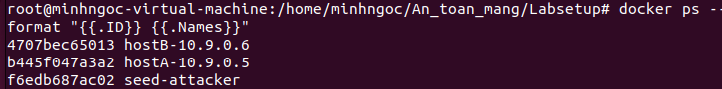 root@minhngoc-virtual-machine:/home/minhngoc/An_toan_mang/Labsetup# docker ps --
format "{{.ID}} {{.Names}}"
4707bec65013 hostB-10.9.0.6
b445f047a3a2 hostA-10.9.0.5
f6edb687ac02 seed-attacker